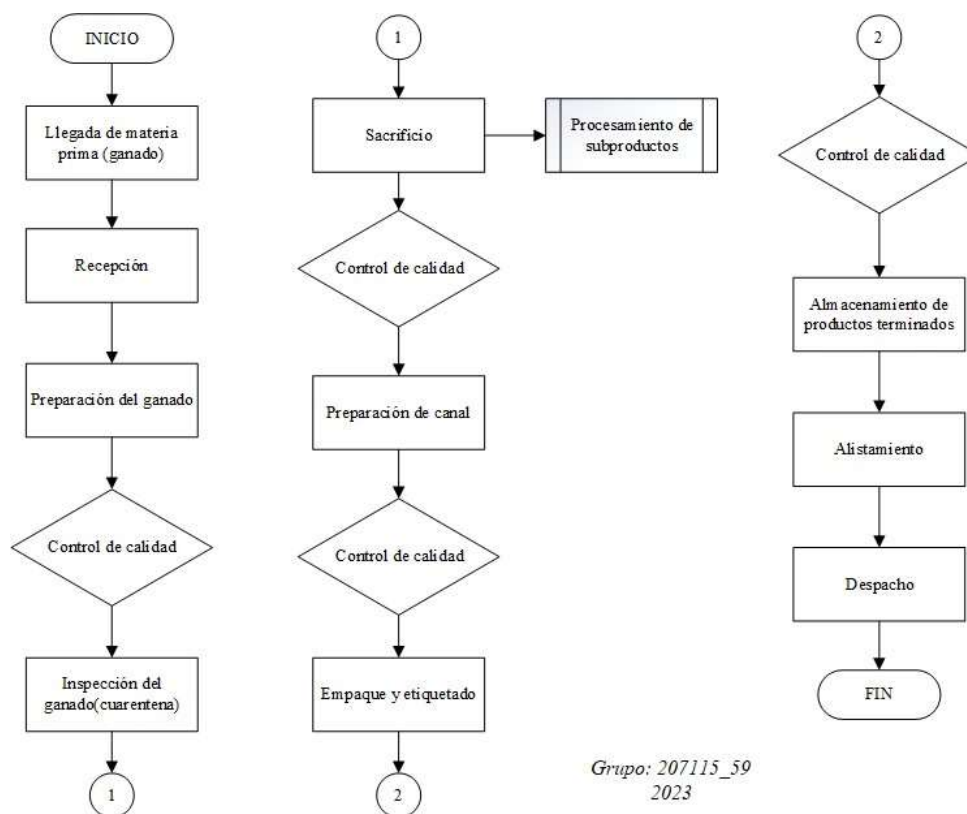 INICIO
Llegada de materia
prima (ganado)
Recepción
Preparación del ganado
Control de calidad
Inspección del
ganado(cuarentena)
1
1
Sacrificio
Procesamiento de
subproductos
Control de calidad
Preparación de canal
Control de calidad
Empaque y etiquetado
2
2
Control de calidad
Almacenamiento de
productos terminados
Alistamiento
Despacho
FIN
Grupo: 207115_59
2023